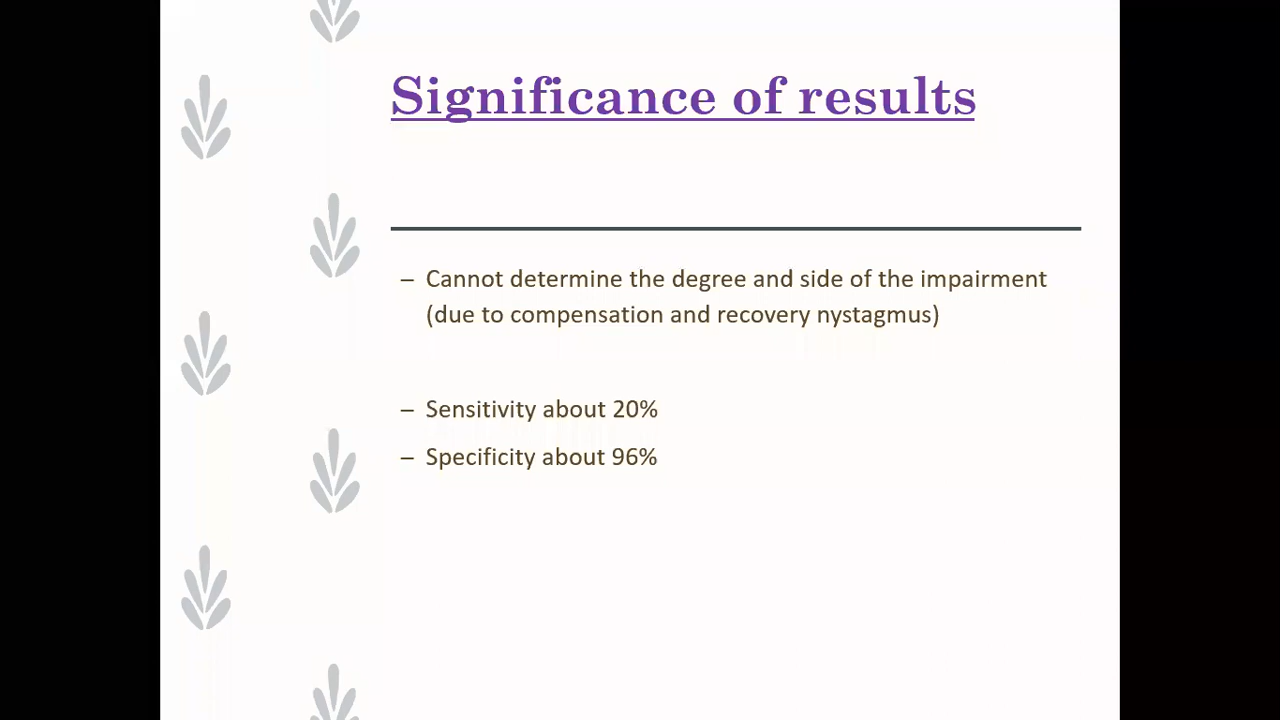 Significance of results
– Cannot determine the degree and side of the impairment
(due to compensation and recovery nystagmus)
– Sensitivity about 20%
– Specificity about 96%